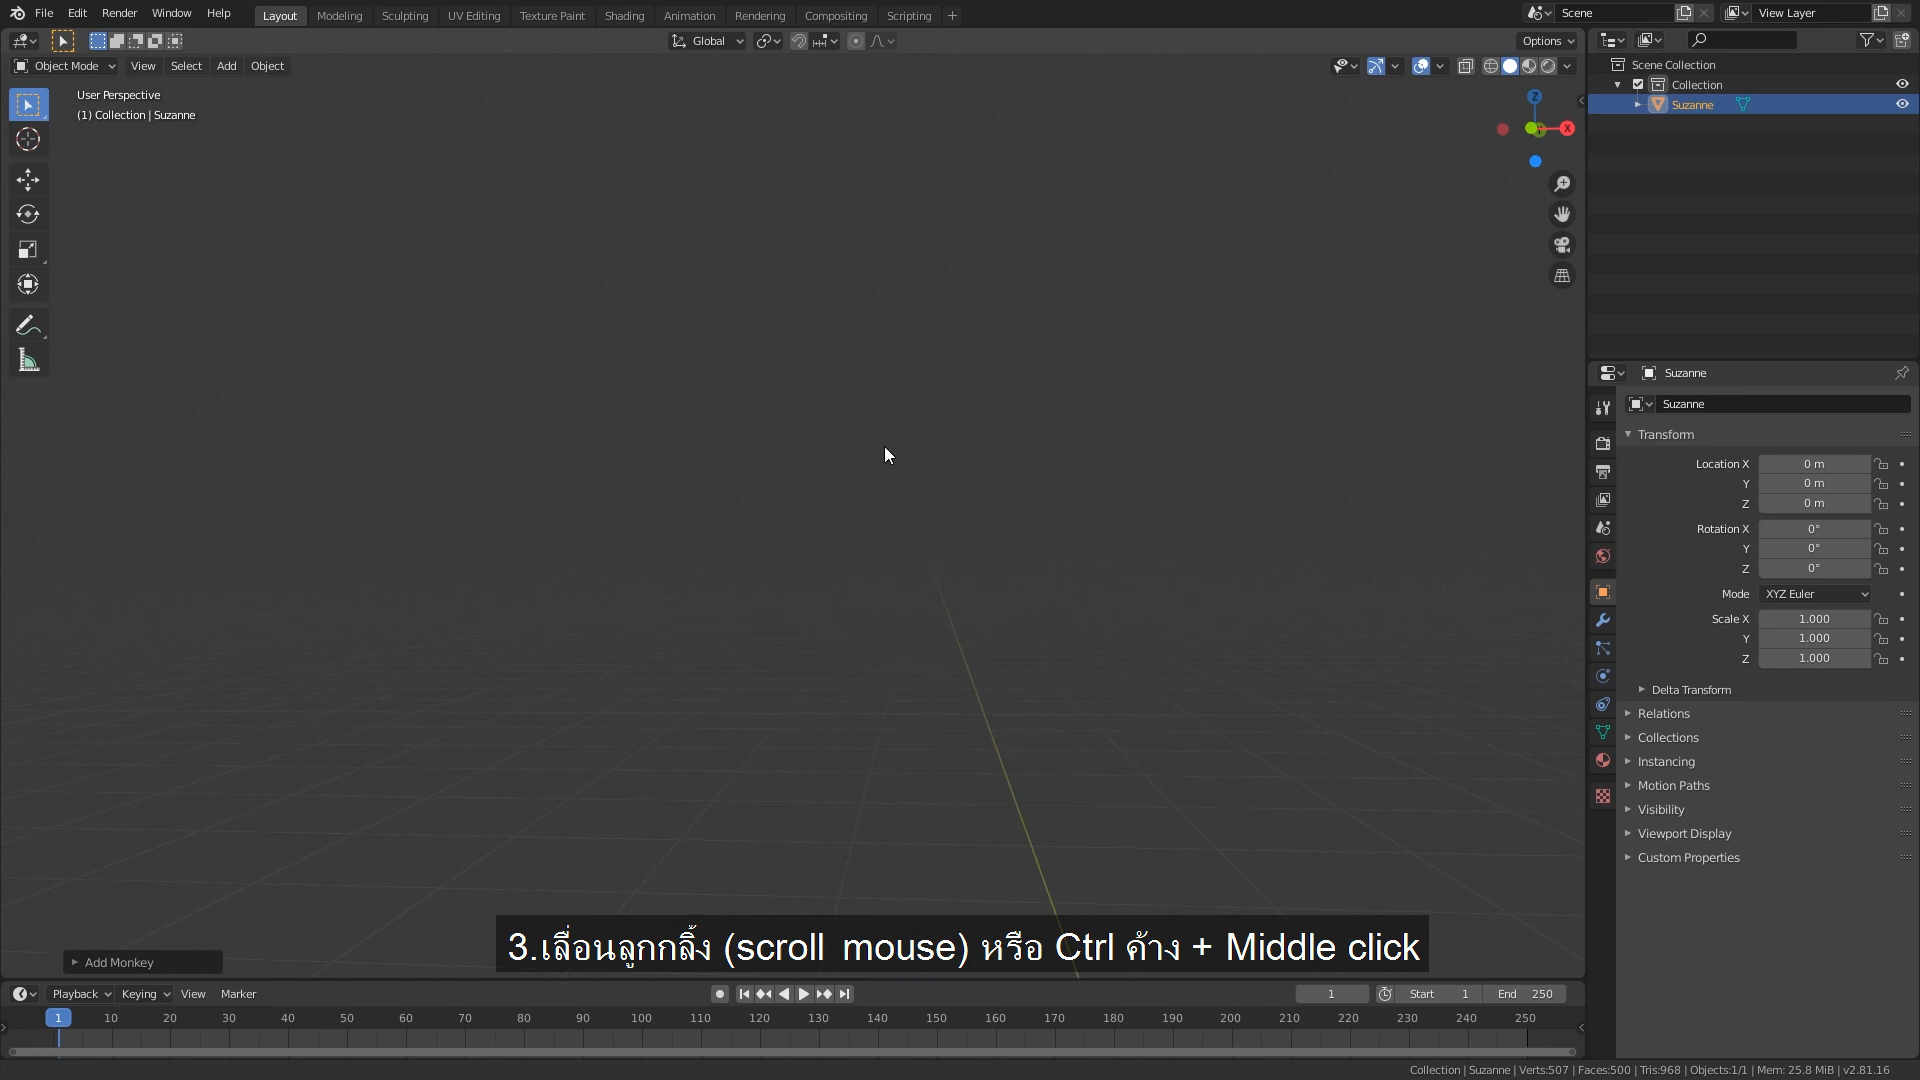 File Edit Render Window Help Layout Modeling Sculpting UV Editing Texture Paint Shading Animation Rendering Compositing Scripting + Scene View Layer
Global Options
Object Mode View Select Add Object
User Perspective
(1) Collection | Suzanne
Z
X
Scene Collection
Collection
Suzanne
Suzanne
Suzanne
Transform
Location X 0 m
Y 0 m
Z 0 m
Rotation X 0°
Y 0°
Z 0°
Mode XYZ Euler
Scale X 1.000
Y 1.000
Z 1.000
Delta Transform
Relations
Collections
Instancing
Motion Paths
Visibility
Viewport Display
Custom Properties
3.เลื่อนลูกกลิ้ง (scroll mouse) หรือ Ctrl ค้าง + Middle click
Add Monkey
Playback Keying View Marker 1 Start 1 End 250
1 10 20 30 40 50 60 70 80 90 100 110 120 130 140 150 160 170 180 190 200 210 220 230 240 250
Collection | Suzanne | Verts:507 | Faces:500 | Tris:968 | Objects:1/1 | Mem: 25.8 MiB | v2.81.16